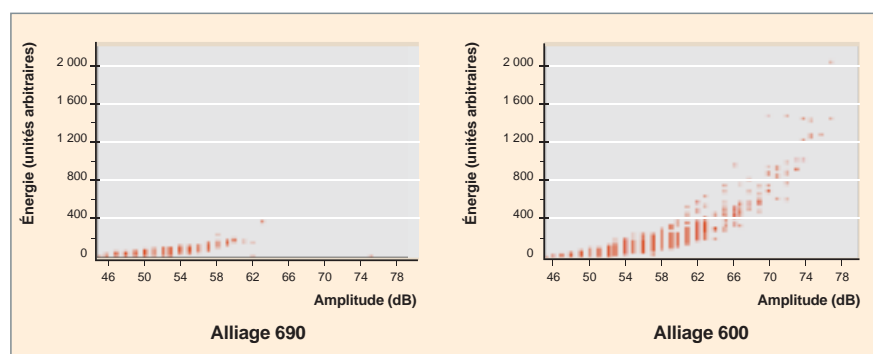 Énergie (unités arbitraires)
2 000
1 600
1 200
800
400
0
46 50 54 58 62 66 70 74 78
Amplitude (dB)
Alliage 690
Énergie (unités arbitraires)
2 000
1 600
1 200
800
400
0
46 50 54 58 62 66 70 74 78
Amplitude (dB)
Alliage 600